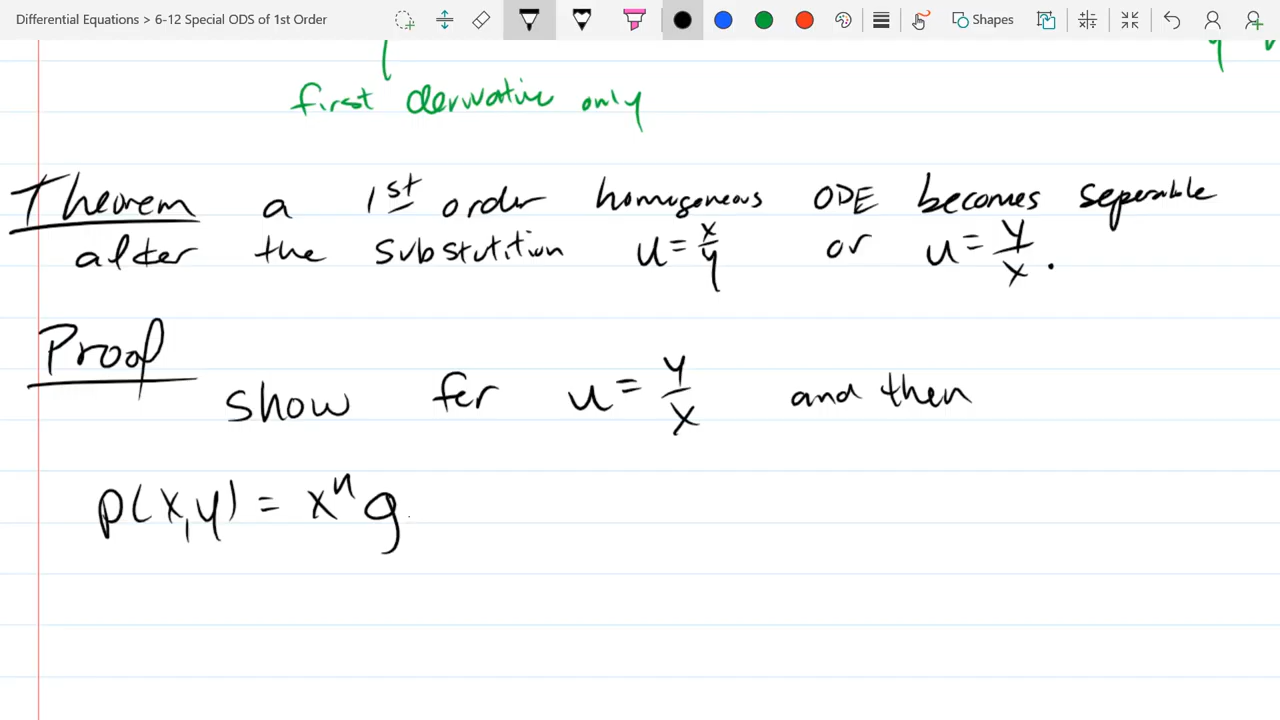 Differential Equations > 6-12 Special ODS of 1st Order
Shapes
first derivative only
Theorem a 1st order homogeneous ODE becomes seperable
after the substitution u = x/y or u = y/x.
Proof
show for u = y/x and then
p(x,y) = xⁿ g